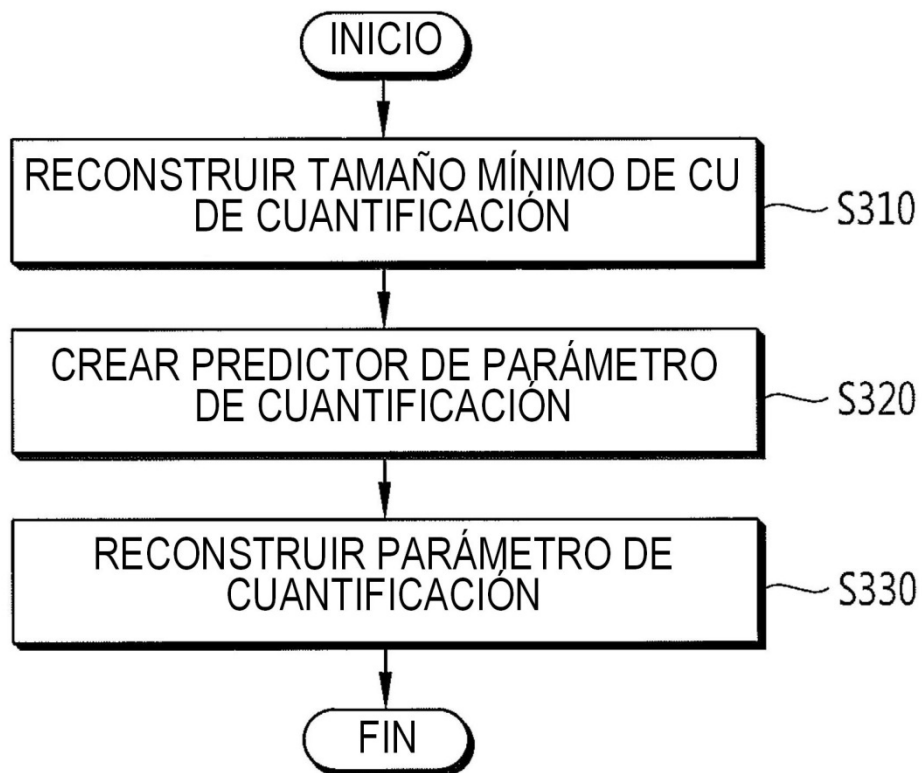 INICIO
RECONSTRUIR TAMAÑO MÍNIMO DE CU
DE CUANTIFICACIÓN
S310
CREAR PREDICTOR DE PARÁMETRO
DE CUANTIFICACIÓN
S320
RECONSTRUIR PARÁMETRO DE
CUANTIFICACIÓN
S330
FIN